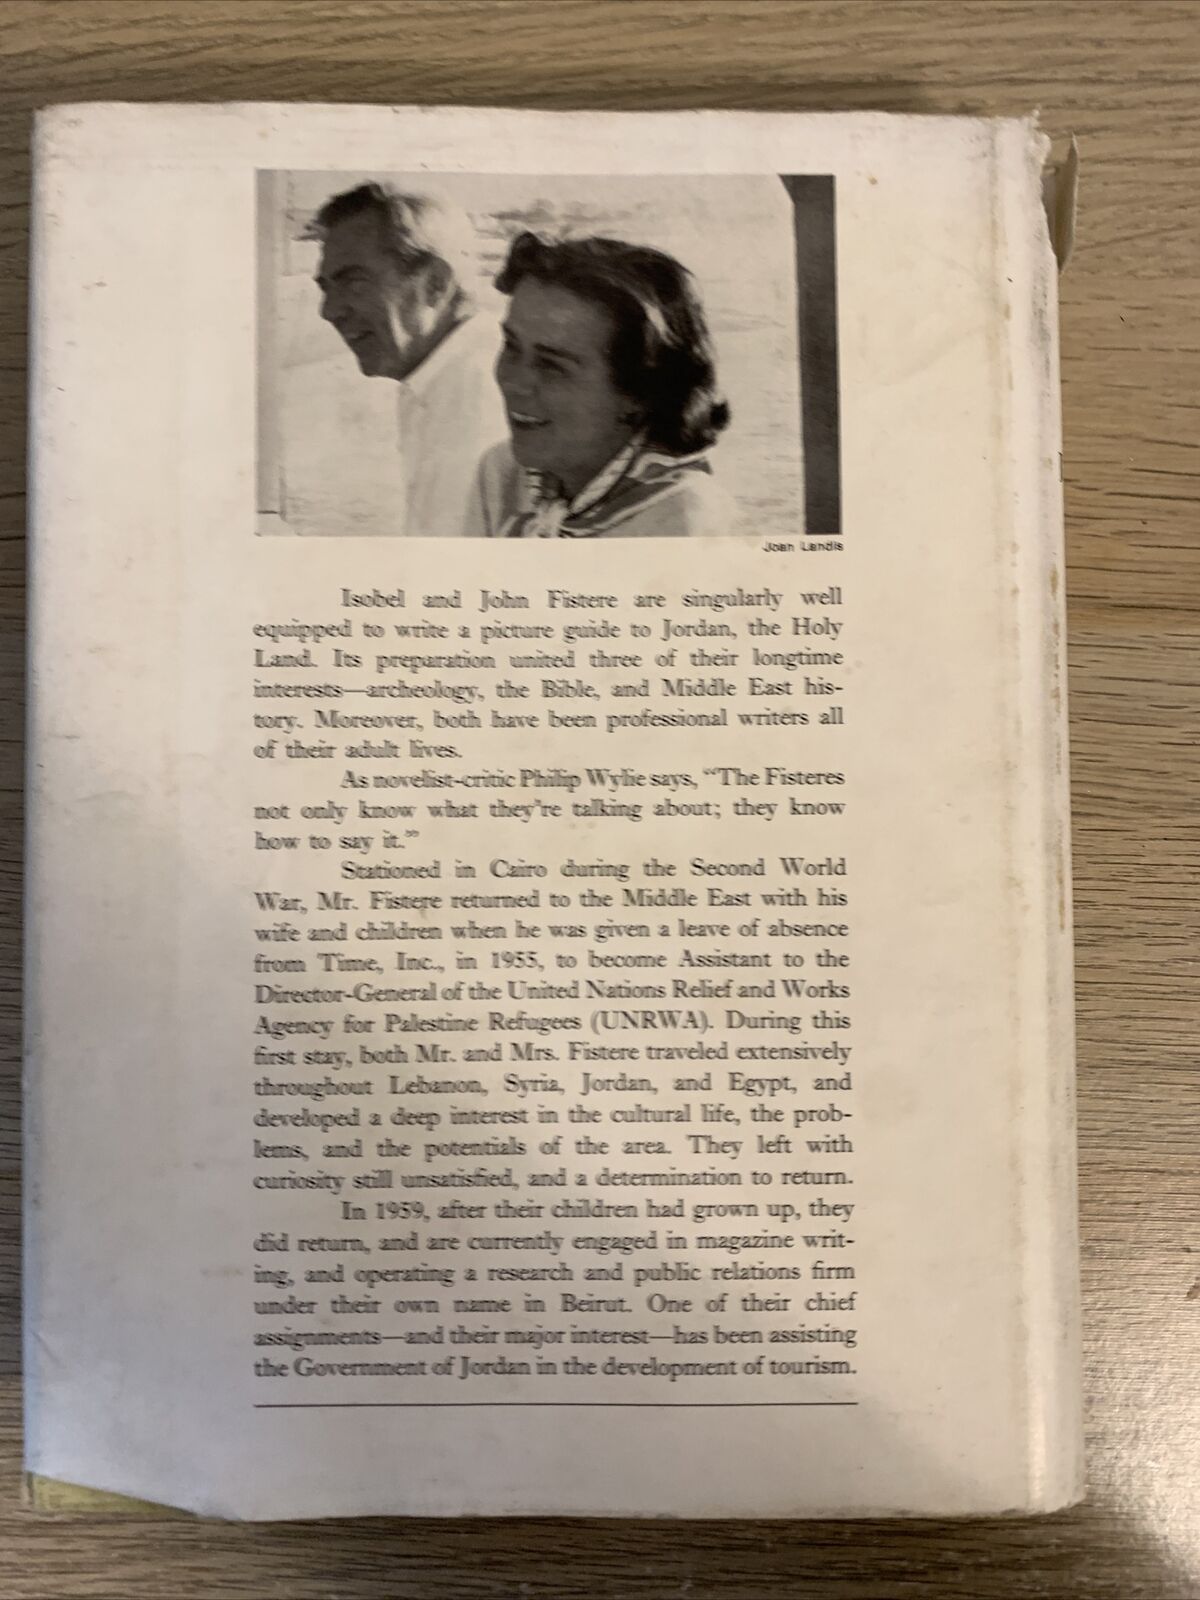 Joan Landis
Isobel and John Fistere are singularly well
equipped to write a picture guide to Jordan, the Holy
Land. Its preparation united three of their longtime
interests—archeology, the Bible, and Middle East his-
tory. Moreover, both have been professional writers all
of their adult lives.
As novelist-critic Philip Wylie says, “The Fisteres
not only know what they're talking about; they know
how to say it.”
Stationed in Cairo during the Second World
War, Mr. Fistere returned to the Middle East with his
wife and children when he was given a leave of absence
from Time, Inc., in 1955, to become Assistant to the
Director-General of the United Nations Relief and Works
Agency for Palestine Refugees (UNRWA). During this
first stay, both Mr. and Mrs. Fistere traveled extensively
throughout Lebanon, Syria, Jordan, and Egypt, and
developed a deep interest in the cultural life, the prob-
lems, and the potentials of the area. They left with
curiosity still unsatisfied, and a determination to return.
In 1959, after their children had grown up, they
did return, and are currently engaged in magazine writ-
ing, and operating a research and public relations firm
under their own name in Beirut. One of their chief
assignments—and their major interest—has been assisting
the Government of Jordan in the development of tourism.